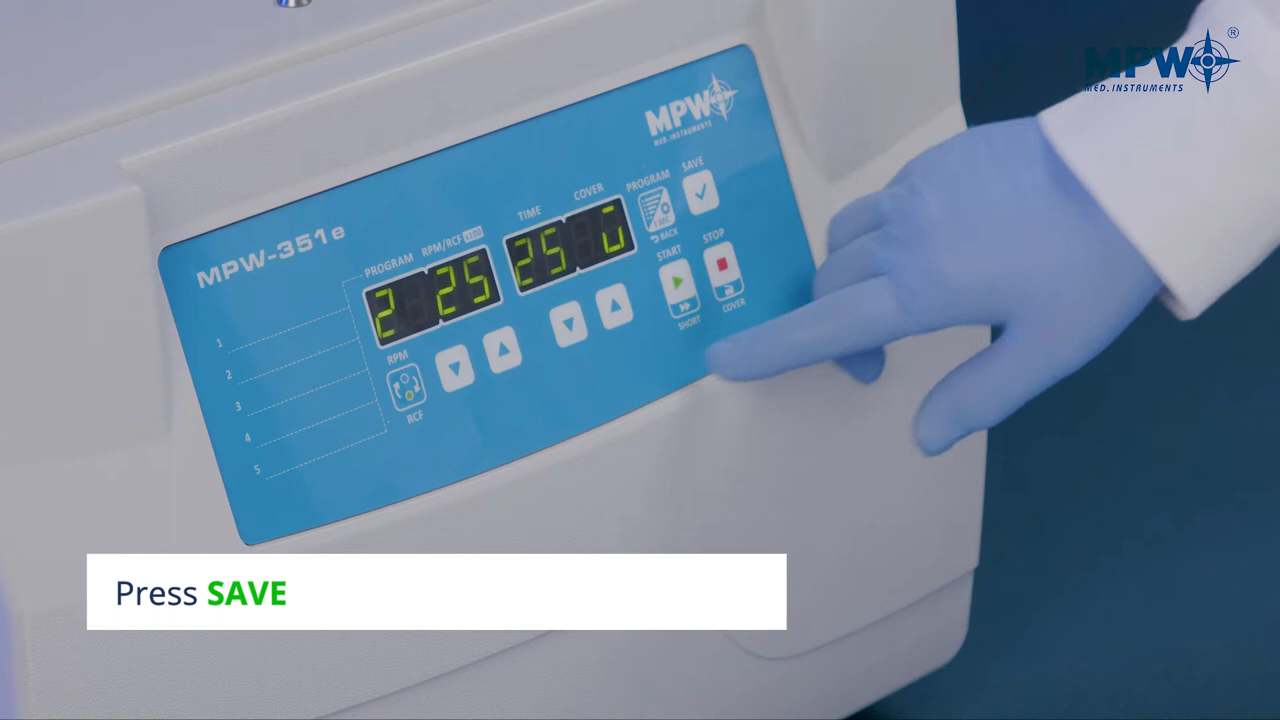 MPW®
MED. INSTRUMENTS
MPW
MED. INSTRUMENTS
MPW-351e
PROGRAM RPM/RCF x100 TIME COVER PROGRAM SAVE
2 25 25
SEC
BACK
START STOP
SHORT COVER
RPM
RCF
1
2
3
4
5
Press SAVE